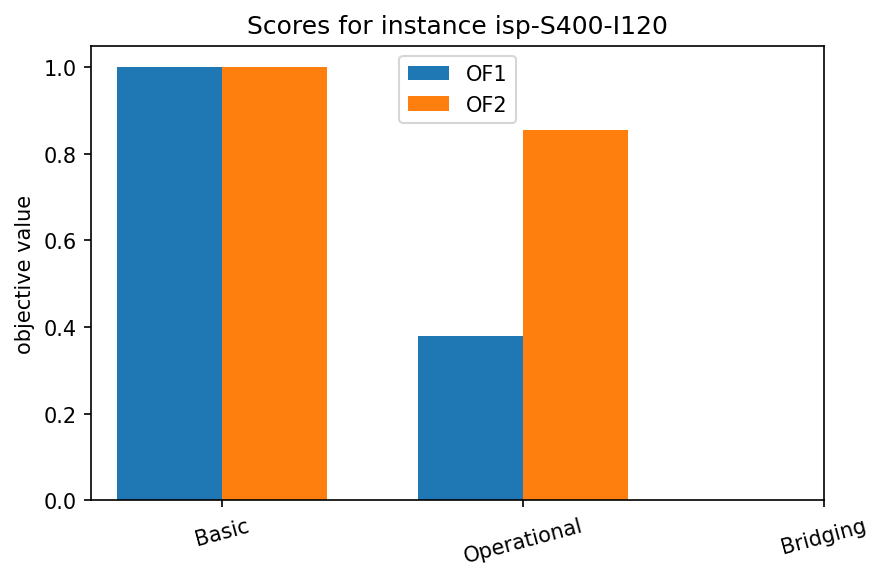 Scores for instance isp-S400-I120
OF1
OF2
objective value
1.0
0.8
0.6
0.4
0.2
0.0
Basic
Operational
Bridging